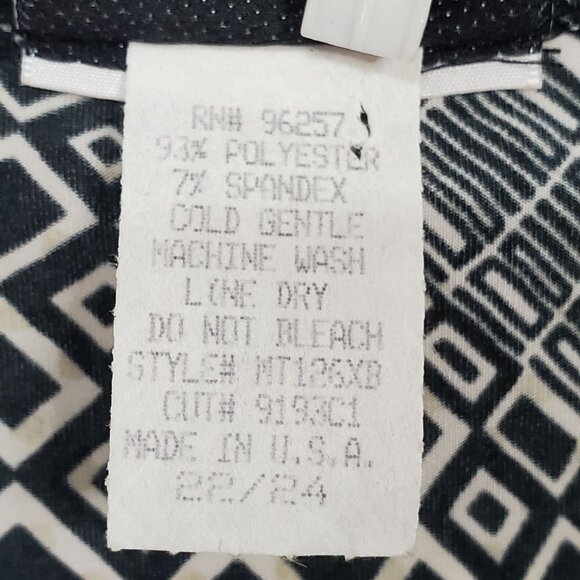 RN# 96257
93% POLYESTER
7% SPANDEX
COLD GENTLE
MACHINE WASH
LINE DRY
DO NOT BLEACH
STYLE# MT126XB
CUT# 9193C1
MADE IN U.S.A.
22/24